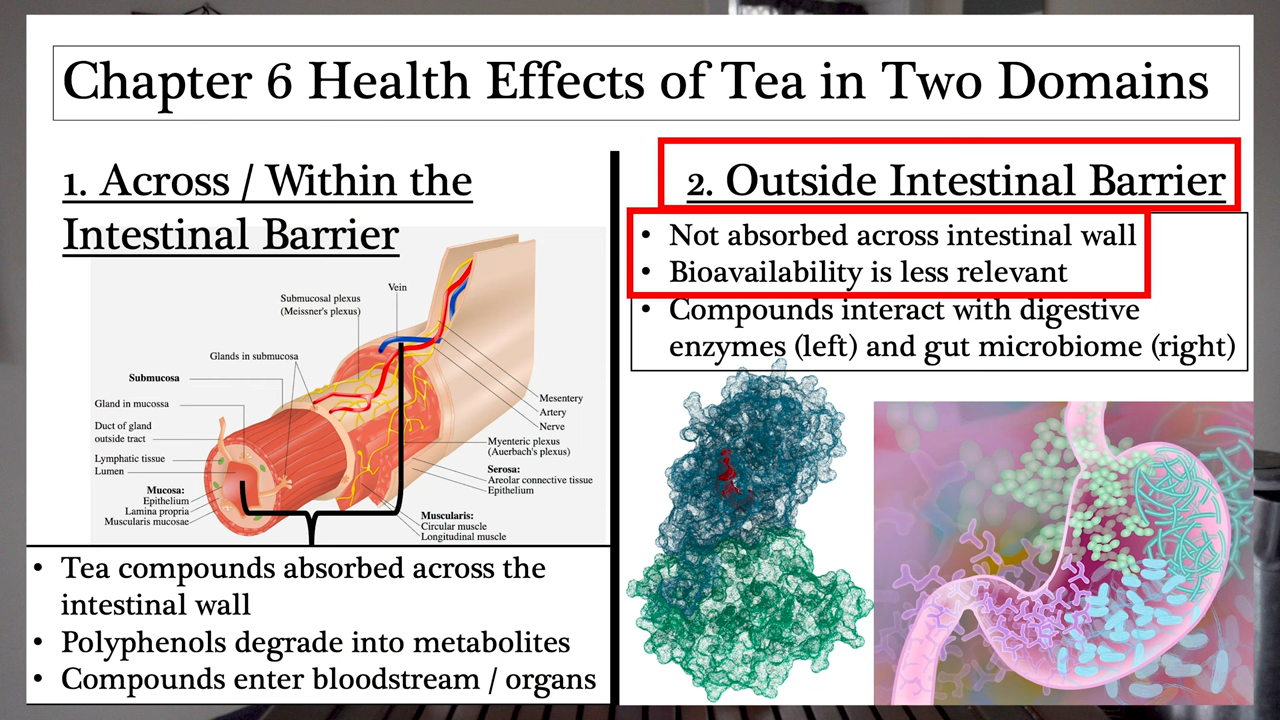 Chapter 6 Health Effects of Tea in Two Domains
1. Across / Within the
Intestinal Barrier
Vein
Submucosal plexus
(Meissner's plexus)
Glands in submucosa
Submucosa
Gland in mucossa
Duct of gland
outside tract
Lymphatic tissue
Lumen
Mucosa:
Epithelium
Lamina propria
Muscularis mucosae
Mesentery
Artery
Nerve
Myenteric plexus
(Auerbach's plexus)
Serosa:
Areolar connective tissue
Epithelium
Muscularis:
Circular muscle
Longitudinal muscle
• Tea compounds absorbed across the
intestinal wall
• Polyphenols degrade into metabolites
• Compounds enter bloodstream / organs
2. Outside Intestinal Barrier
• Not absorbed across intestinal wall
• Bioavailability is less relevant
• Compounds interact with digestive
enzymes (left) and gut microbiome (right)